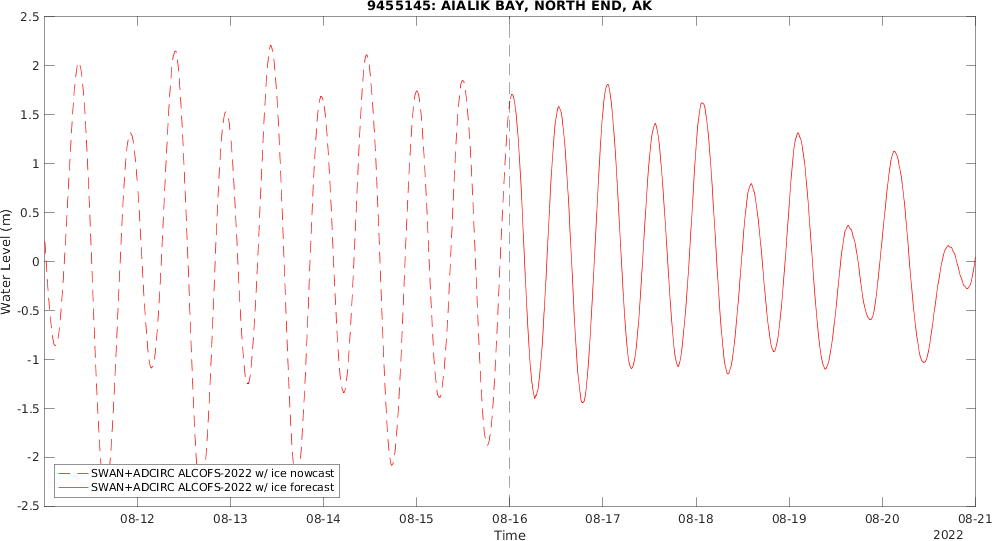 9455145: AIALIK BAY, NORTH END, AK
2.5
2
1.5
1
0.5
0
-0.5
-1
-1.5
-2
-2.5
Water Level (m)
SWAN+ADCIRC ALCOFS-2022 w/ ice nowcast
SWAN+ADCIRC ALCOFS-2022 w/ ice forecast
08-12 08-13 08-14 08-15 08-16 08-17 08-18 08-19 08-20 08-21
Time
2022